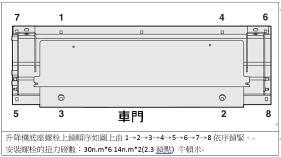 7 1 4 6
5 3 車門 2 8
升降機底座螺栓上鎖順序如圖上由 1→2→3→4→5→6→7→8 依序鎖緊。
安裝螺栓的扭力磅數：30n.m*6 14n.m*2(2.3 鎖點) 牛頓米